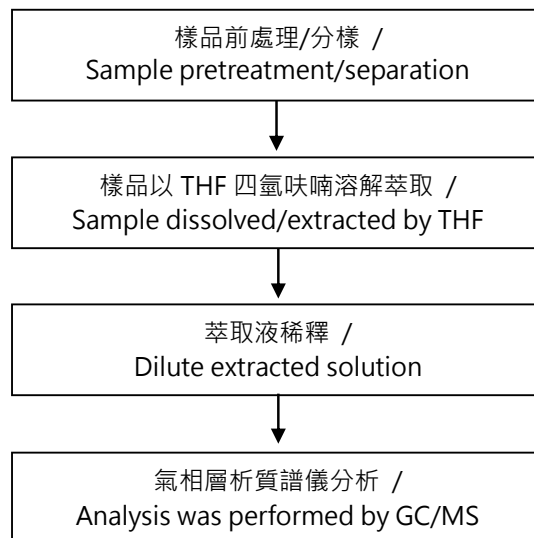 樣品前處理/分樣 /
Sample pretreatment/separation
樣品以 THF 四氫呋喃溶解萃取 /
Sample dissolved/extracted by THF
萃取液稀釋 /
Dilute extracted solution
氣相層析質譜儀分析 /
Analysis was performed by GC/MS